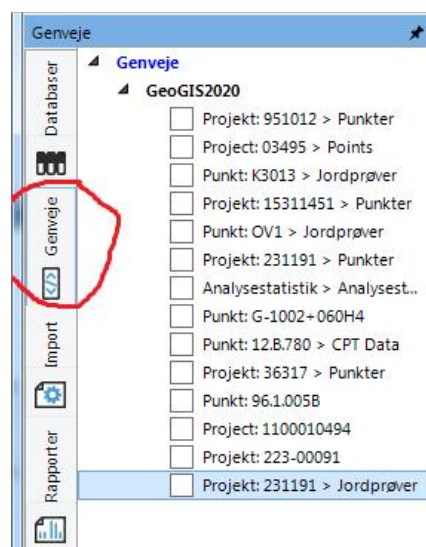 Genveje
Databaser
Genveje
Import
Rapporter
Genveje
GeoGIS2020
Projekt: 951012 > Punkter
Project: 03495 > Points
Punkt: K3013 > Jordprøver
Projekt: 15311451 > Punkter
Punkt: OV1 > Jordprøver
Projekt: 231191 > Punkter
Analysestatistik > Analysest...
Punkt: G-1002+060H4
Punkt: 12.B.780 > CPT Data
Projekt: 36317 > Punkter
Punkt: 96.1.005B
Project: 1100010494
Projekt: 223-00091
Projekt: 231191 > Jordprøver